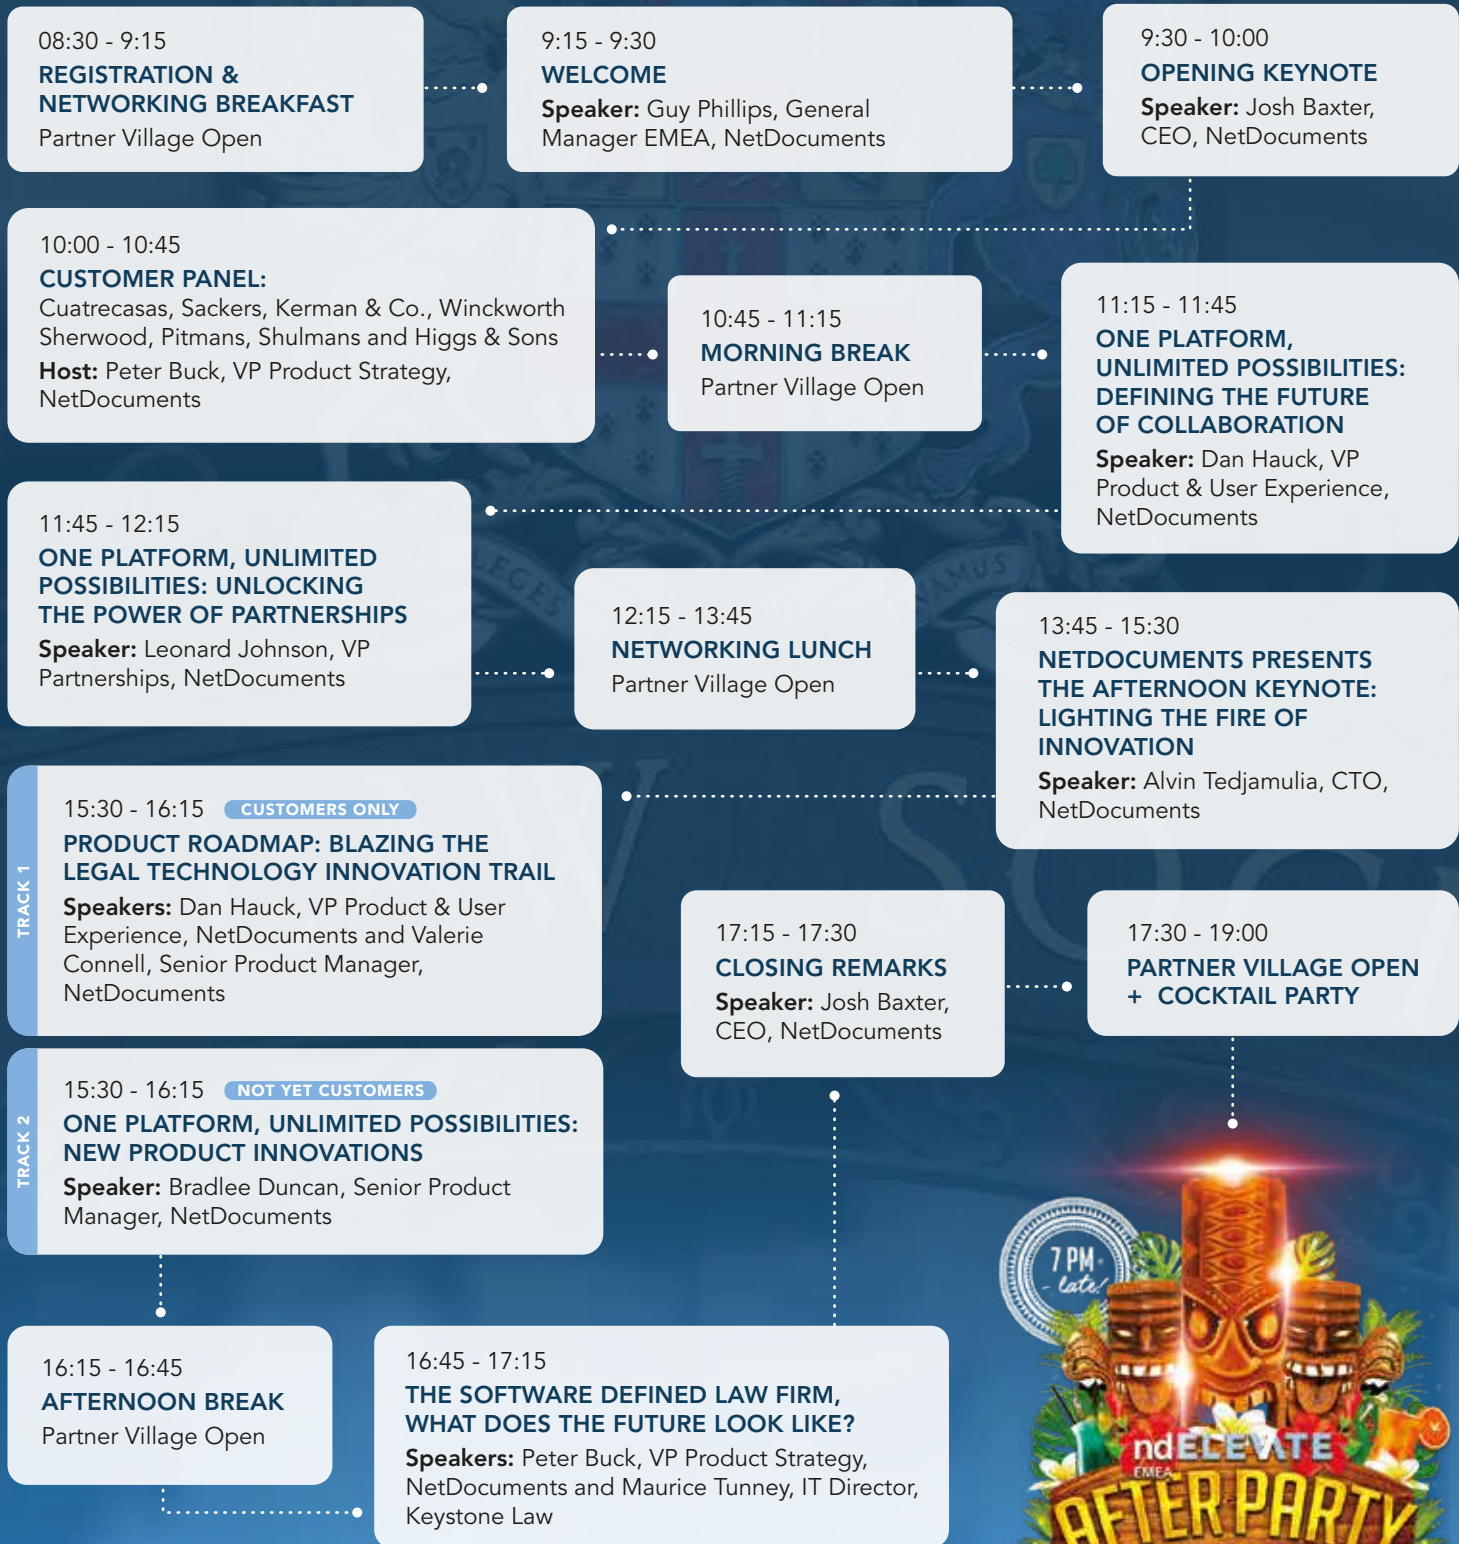 08:30 - 9:15
REGISTRATION &
NETWORKING BREAKFAST
Partner Village Open
9:15 - 9:30
WELCOME
Speaker: Guy Phillips, General
Manager EMEA, NetDocuments
9:30 - 10:00
OPENING KEYNOTE
Speaker: Josh Baxter,
CEO, NetDocuments
10:00 - 10:45
CUSTOMER PANEL:
Cuatrecasas, Sackers, Kerman & Co., Winckworth
Sherwood, Pitmans, Shulmans and Higgs & Sons
Host: Peter Buck, VP Product Strategy,
NetDocuments
10:45 - 11:15
MORNING BREAK
Partner Village Open
11:15 - 11:45
ONE PLATFORM,
UNLIMITED POSSIBILITIES:
DEFINING THE FUTURE
OF COLLABORATION
Speaker: Dan Hauck, VP
Product & User Experience,
NetDocuments
11:45 - 12:15
ONE PLATFORM, UNLIMITED
POSSIBILITIES: UNLOCKING
THE POWER OF PARTNERSHIPS
Speaker: Leonard Johnson, VP
Partnerships, NetDocuments
12:15 - 13:45
NETWORKING LUNCH
Partner Village Open
13:45 - 15:30
NETDOCUMENTS PRESENTS
THE AFTERNOON KEYNOTE:
LIGHTING THE FIRE OF
INNOVATION
Speaker: Alvin Tedjamulia, CTO,
NetDocuments
TRACK 1
15:30 - 16:15 CUSTOMERS ONLY
PRODUCT ROADMAP: BLAZING THE
LEGAL TECHNOLOGY INNOVATION TRAIL
Speakers: Dan Hauck, VP Product & User
Experience, NetDocuments and Valerie
Connell, Senior Product Manager,
NetDocuments
TRACK 2
15:30 - 16:15 NOT YET CUSTOMERS
ONE PLATFORM, UNLIMITED POSSIBILITIES:
NEW PRODUCT INNOVATIONS
Speaker: Bradlee Duncan, Senior Product
Manager, NetDocuments
16:15 - 16:45
AFTERNOON BREAK
Partner Village Open
16:45 - 17:15
THE SOFTWARE DEFINED LAW FIRM,
WHAT DOES THE FUTURE LOOK LIKE?
Speakers: Peter Buck, VP Product Strategy,
NetDocuments and Maurice Tunney, IT Director,
Keystone Law
17:15 - 17:30
CLOSING REMARKS
Speaker: Josh Baxter,
CEO, NetDocuments
17:30 - 19:00
PARTNER VILLAGE OPEN
+ COCKTAIL PARTY
7 PM
- late!
ndELEVATE
EMEA
AFTER PARTY